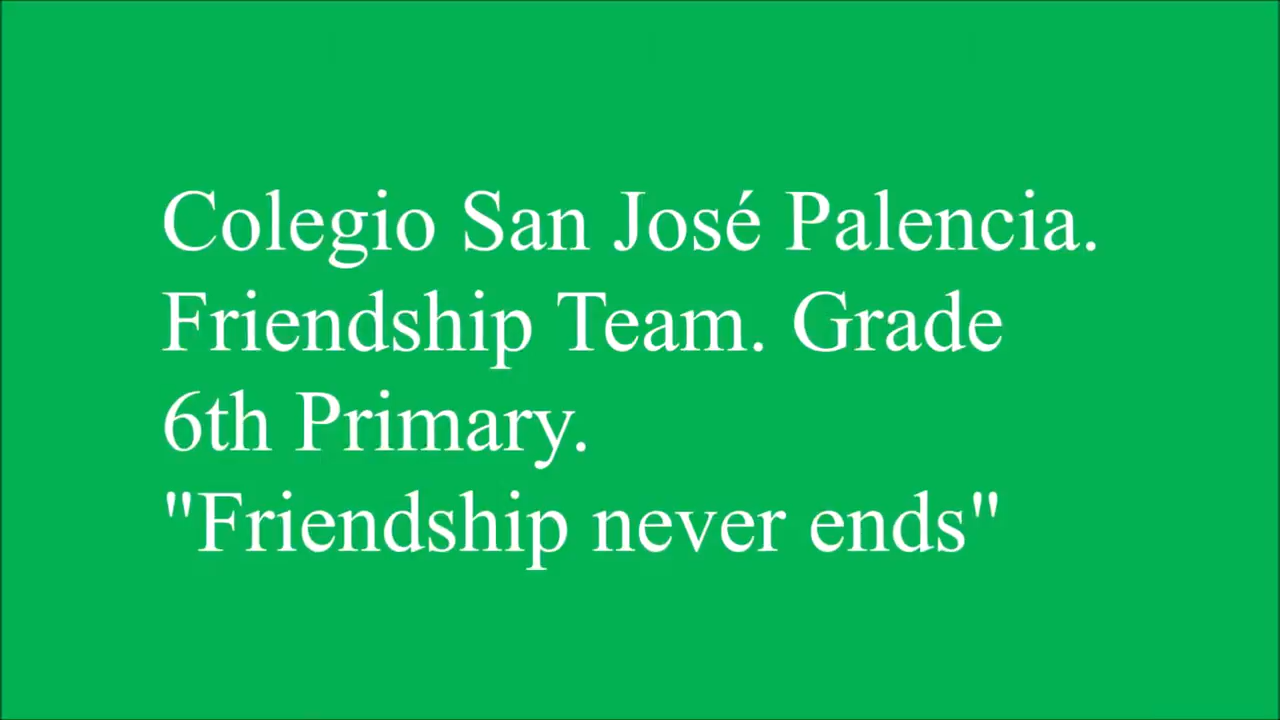 Colegio San José Palencia.
Friendship Team. Grade
6th Primary.
"Friendship never ends"